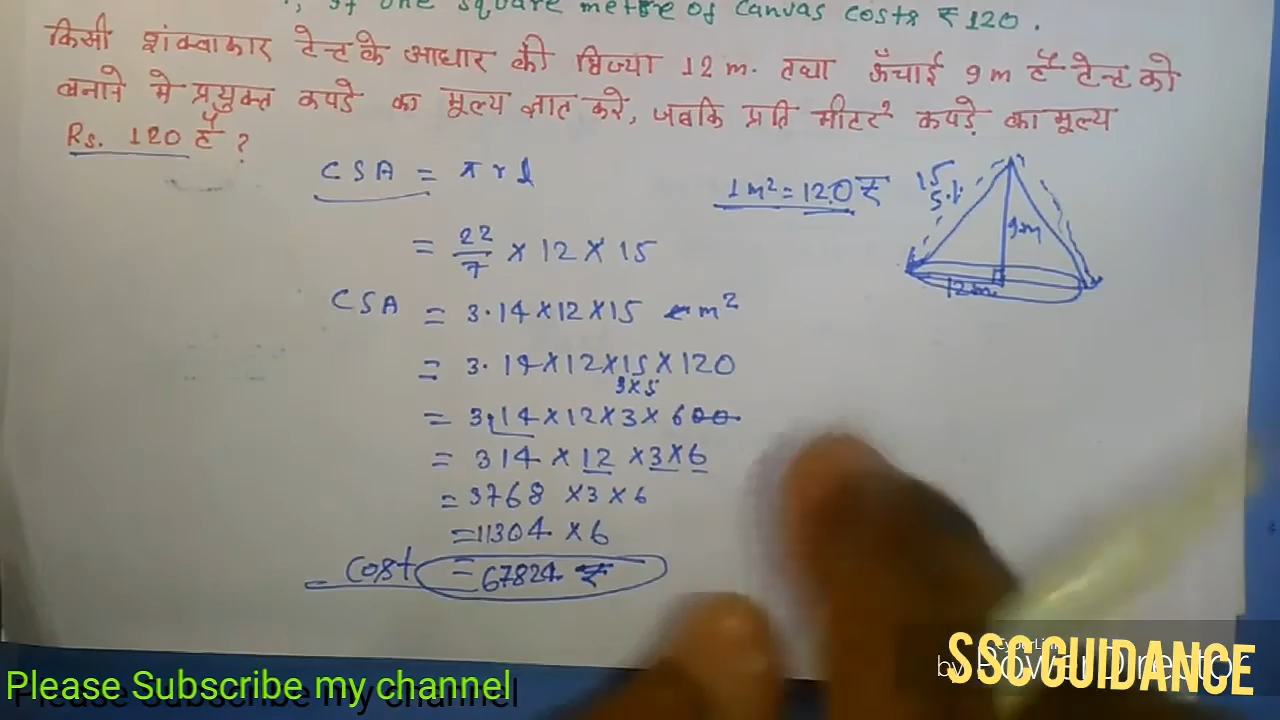 , if one square metre of Canvas costs ₹ 120 .
किसी शंक्वाकार टेन्ट के आधार की त्रिज्या 12 m. तथा ऊँचाई 9 m है टेन्ट को
बनाने मे प्रयुक्त कपडे का मूल्य ज्ञात करे, जबकि प्रति मीटर² कपड़े का मूल्य
Rs. 120 है ?
CSA = π r l
1 m² = 120 ₹
15
9m
12m
= 22/7 × 12 × 15
CSA = 3.14 × 12 × 15 m²
= 3.14 × 12 × 15 × 120
3 × 5
= 3.14 × 12 × 3 × 600
= 314 × 12 × 3 × 6
= 3768 × 3 × 6
= 11304 × 6
Cost = 67824 ₹
SSCGUIDANCE
by
Please Subscribe my channel